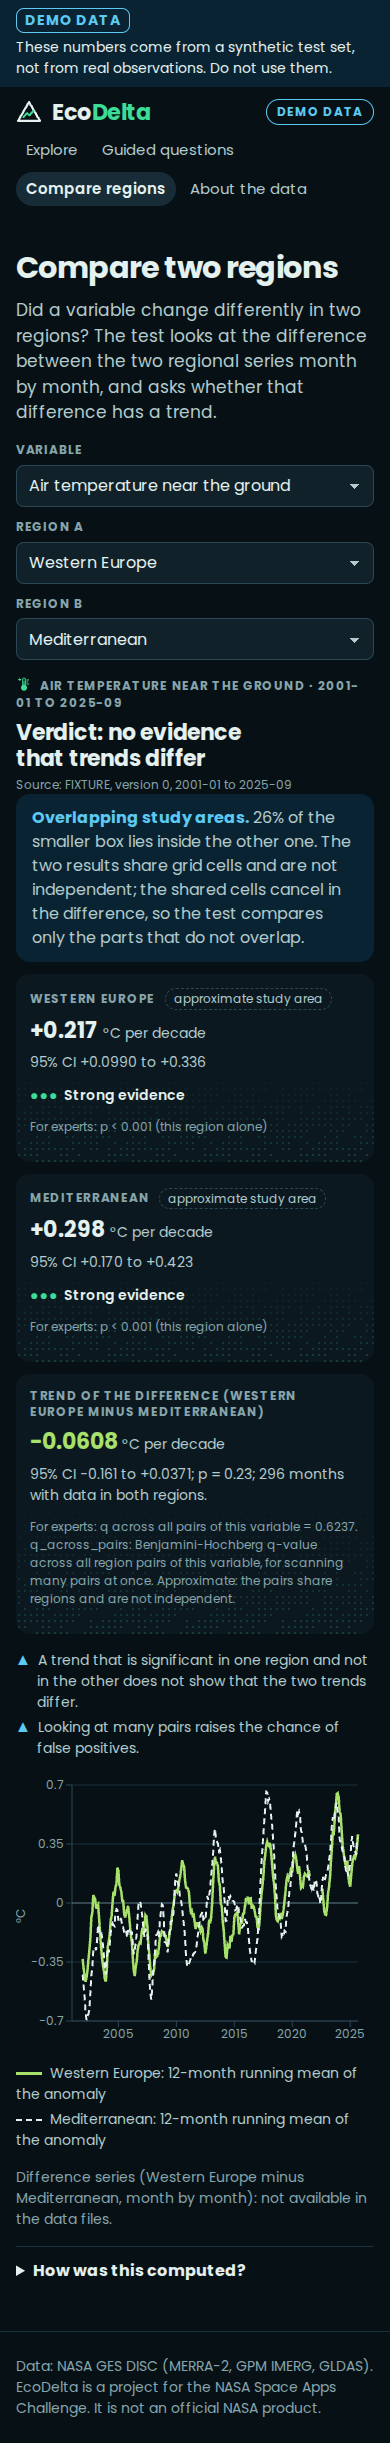 DEMO DATA
These numbers come from a synthetic test set,
not from real observations. Do not use them.
EcoDelta
DEMO DATA
Explore Guided questions
Compare regions About the data
Compare two regions
Did a variable change differently in two
regions? The test looks at the difference
between the two regional series month
by month, and asks whether that
difference has a trend.
VARIABLE
Air temperature near the ground
REGION A
Western Europe
REGION B
Mediterranean
AIR TEMPERATURE NEAR THE GROUND · 2001-
01 TO 2025-09
Verdict: no evidence
that trends differ
Source: FIXTURE, version 0, 2001-01 to 2025-09
Overlapping study areas. 26% of the
smaller box lies inside the other one. The
two results share grid cells and are not
independent; the shared cells cancel in
the difference, so the test compares
only the parts that do not overlap.
WESTERN EUROPE approximate study area
+0.217 °C per decade
95% CI +0.0990 to +0.336
●●● Strong evidence
For experts: p < 0.001 (this region alone)
MEDITERRANEAN approximate study area
+0.298 °C per decade
95% CI +0.170 to +0.423
●●● Strong evidence
For experts: p < 0.001 (this region alone)
TREND OF THE DIFFERENCE (WESTERN
EUROPE MINUS MEDITERRANEAN)
−0.0608 °C per decade
95% CI −0.161 to +0.0371; p = 0.23; 296 months
with data in both regions.
For experts: q across all pairs of this variable = 0.6237.
q_across_pairs: Benjamini-Hochberg q-value
across all region pairs of this variable, for scanning
many pairs at once. Approximate: the pairs share
regions and are not independent.
▲ A trend that is significant in one region and not
in the other does not show that the two trends
differ.
▲ Looking at many pairs raises the chance of
false positives.
0.7
0.35
0
−0.35
−0.7
°C
2005 2010 2015 2020 2025
Western Europe: 12-month running mean of
the anomaly
Mediterranean: 12-month running mean of
the anomaly
Difference series (Western Europe minus
Mediterranean, month by month): not available in
the data files.
▶ How was this computed?
Data: NASA GES DISC (MERRA-2, GPM IMERG, GLDAS).
EcoDelta is a project for the NASA Space Apps
Challenge. It is not an official NASA product.